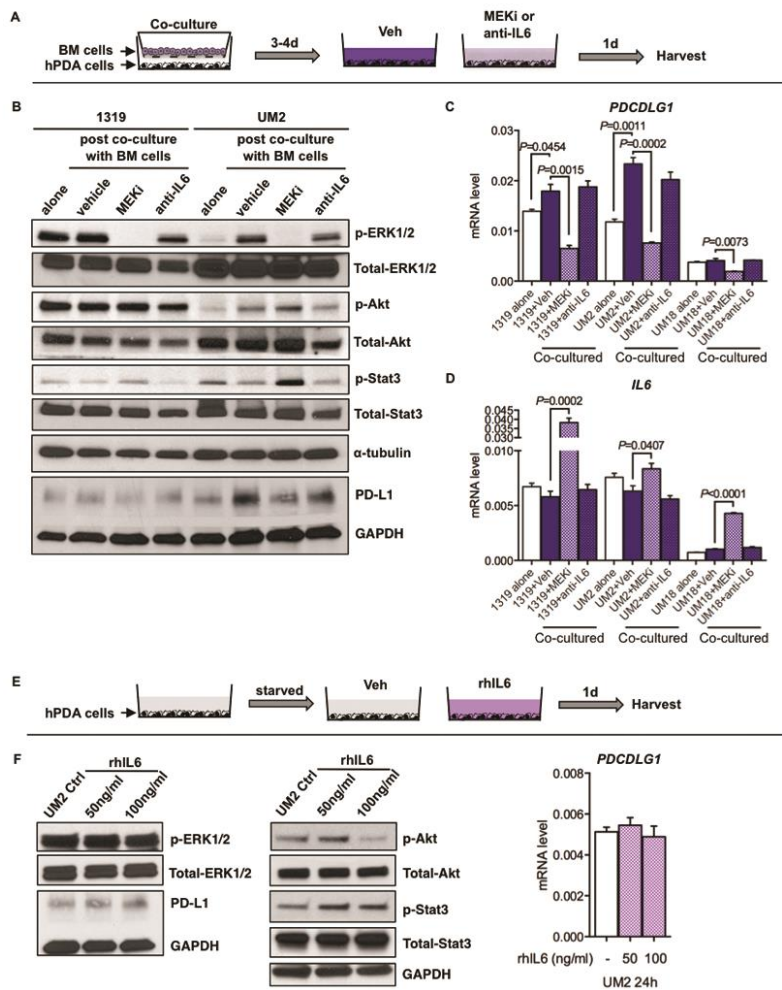 A
Co-culture
BM cells
hPDA cells
3-4d
Veh
MEKi or
anti-IL6
1d
Harvest
B
1319
UM2
post co-culture
with BM cells
post co-culture
with BM cells
alone
vehicle
MEKi
anti-IL6
alone
vehicle
MEKi
anti-IL6
p-ERK1/2
Total-ERK1/2
p-Akt
Total-Akt
p-Stat3
Total-Stat3
α-tubulin
PD-L1
GAPDH
C
PDCDLG1
mRNA level
0.03
0.02
0.01
0.00
P=0.0454
P=0.0015
P=0.0011
P=0.0002
P=0.0073
1319 alone
1319+Veh
1319+MEKi
1319+anti-IL6
UM2 alone
UM2+Veh
UM2+MEKi
UM2+anti-IL6
UM18 alone
UM18+Veh
UM18+MEKi
UM18+anti-IL6
Co-cultured
Co-cultured
Co-cultured
D
IL6
mRNA level
0.045
0.040
0.035
0.030
0.010
0.005
0.000
P=0.0002
P=0.0407
P<0.0001
1319 alone
1319+Veh
1319+MEKi
1319+anti-IL6
UM2 alone
UM2+Veh
UM2+MEKi
UM2+anti-IL6
UM18 alone
UM18+Veh
UM18+MEKi
UM18+anti-IL6
Co-cultured
Co-cultured
Co-cultured
E
hPDA cells
starved
Veh
rhIL6
1d
Harvest
F
rhIL6
UM2 Ctrl
50ng/ml
100ng/ml
p-ERK1/2
Total-ERK1/2
PD-L1
GAPDH
rhIL6
UM2 Ctrl
50ng/ml
100ng/ml
p-Akt
Total-Akt
p-Stat3
Total-Stat3
GAPDH
PDCDLG1
mRNA level
0.008
0.006
0.004
0.002
0.000
rhIL6 (ng/ml) - 50 100
UM2 24h